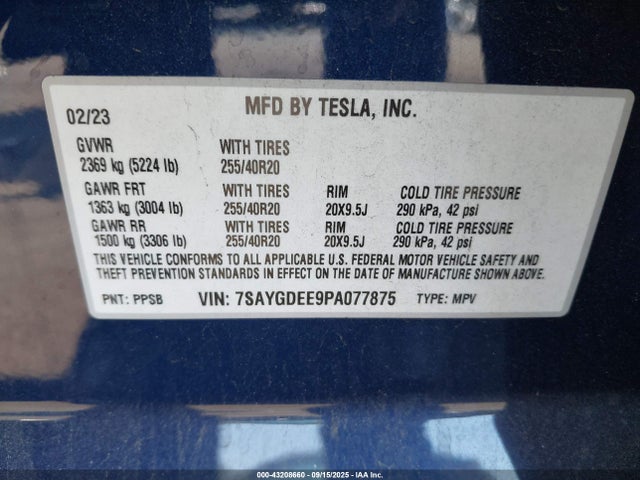 02/23 MFD BY TESLA, INC.
GVWR WITH TIRES
2369 kg (5224 lb) 255/40R20
GAWR FRT WITH TIRES RIM COLD TIRE PRESSURE
1363 kg (3004 lb) 255/40R20 20X9.5J 290 kPa, 42 psi
GAWR RR WITH TIRES RIM COLD TIRE PRESSURE
1500 kg (3306 lb) 255/40R20 20X9.5J 290 kPa, 42 psi
THIS VEHICLE CONFORMS TO ALL APPLICABLE U.S. FEDERAL MOTOR VEHICLE SAFETY AND
THEFT PREVENTION STANDARDS IN EFFECT ON THE DATE OF MANUFACTURE SHOWN ABOVE.
PNT: PPSB VIN: 7SAYGDEE9PA077875 TYPE: MPV
000-43208660 - 09/15/2025 - IAA Inc.